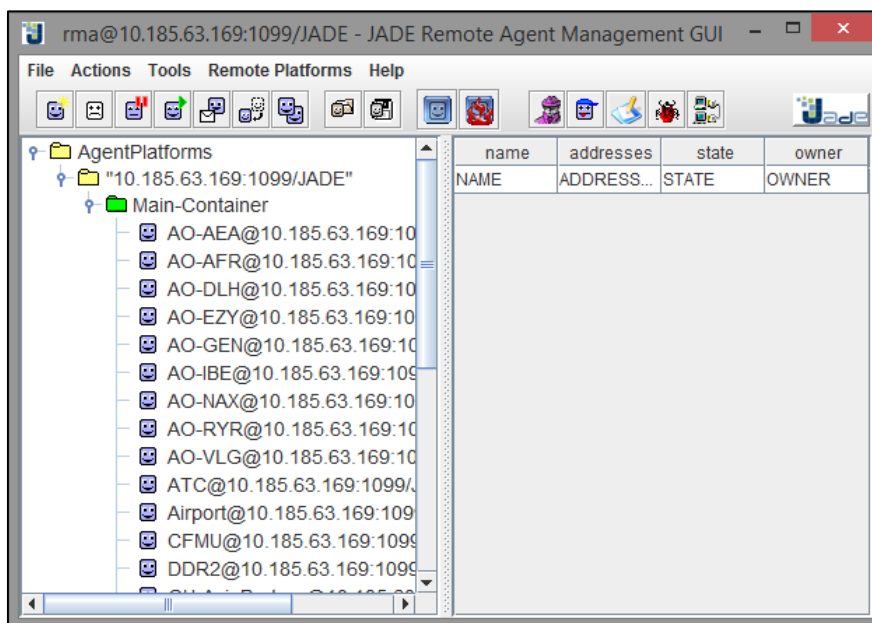 rma@10.185.63.169:1099/JADE - JADE Remote Agent Management GUI
File Actions Tools Remote Platforms Help
Jade
AgentPlatforms
"10.185.63.169:1099/JADE"
Main-Container
AO-AEA@10.185.63.169:10
AO-AFR@10.185.63.169:10
AO-DLH@10.185.63.169:10
AO-EZY@10.185.63.169:10
AO-GEN@10.185.63.169:10
AO-IBE@10.185.63.169:109
AO-NAX@10.185.63.169:10
AO-RYR@10.185.63.169:10
AO-VLG@10.185.63.169:10
ATC@10.185.63.169:1099/
Airport@10.185.63.169:109
CFMU@10.185.63.169:1099
DDR2@10.185.63.169:1099
name addresses state owner
NAME ADDRESS... STATE OWNER